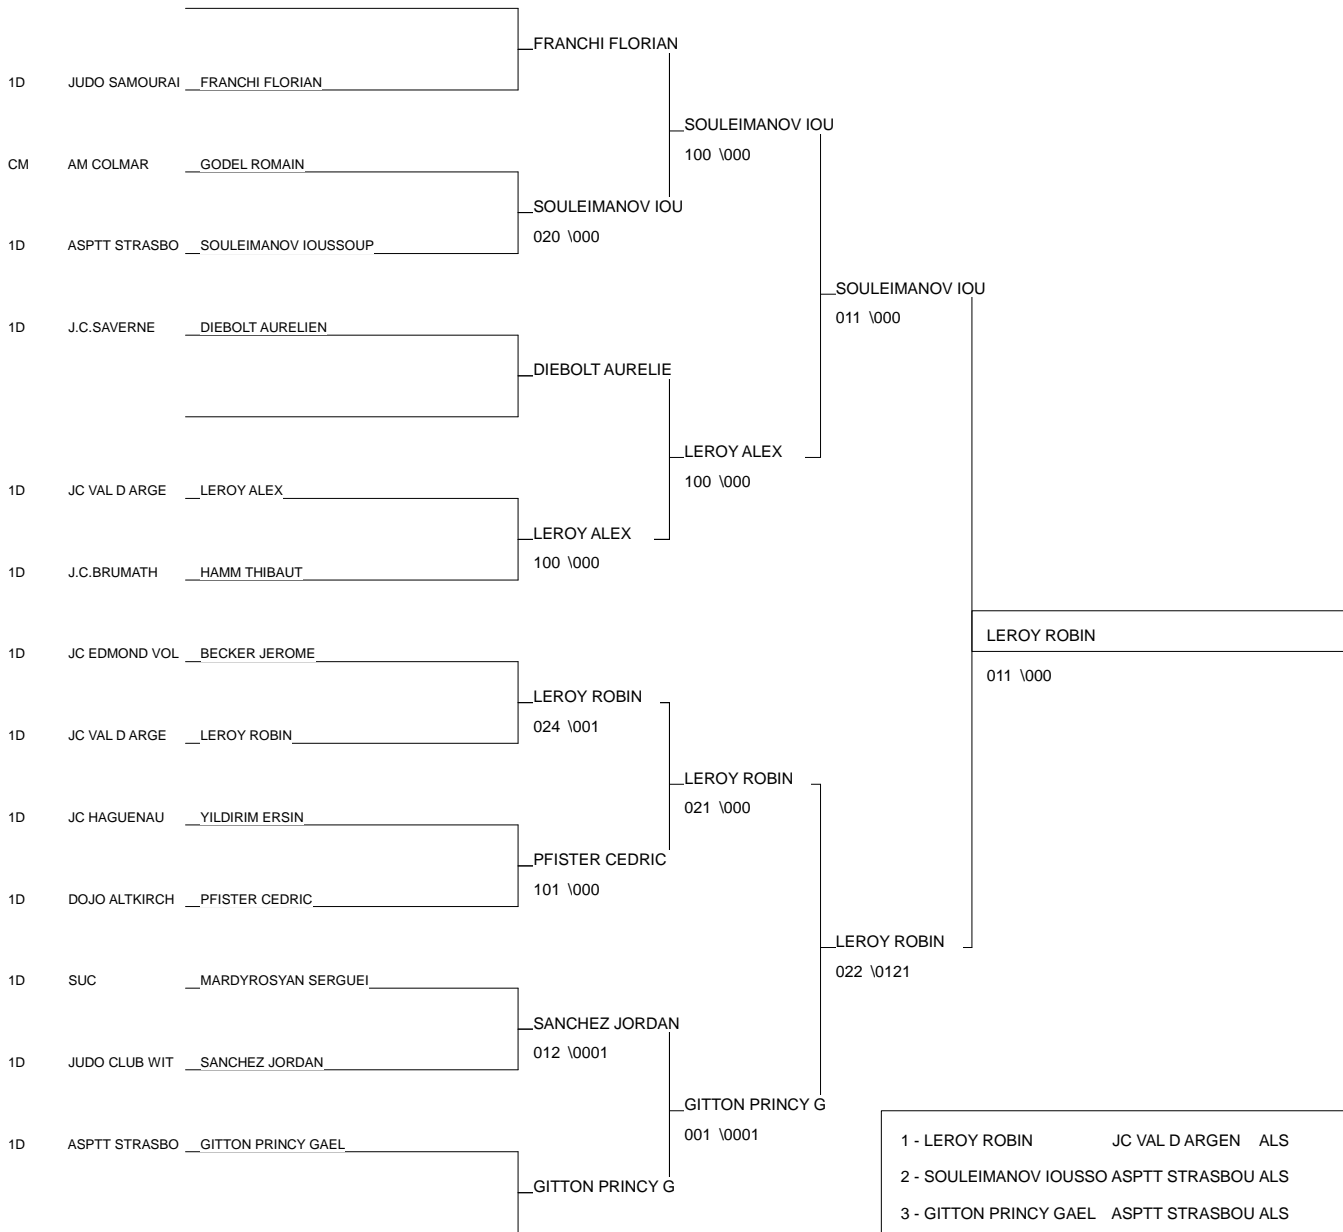 FRANCHI FLORIAN
1D JUDO SAMOURAI FRANCHI FLORIAN
SOULEIMANOV IOU
100 \000
CM AM COLMAR GODEL ROMAIN
SOULEIMANOV IOU
020 \000
1D ASPTT STRASBO SOULEIMANOV IOUSSOUP
SOULEIMANOV IOU
011 \000
1D J.C.SAVERNE DIEBOLT AURELIEN
DIEBOLT AURELIE
LEROY ALEX
100 \000
1D JC VAL D ARGE LEROY ALEX
LEROY ALEX
100 \000
1D J.C.BRUMATH HAMM THIBAUT
LEROY ROBIN
011 \000
1D JC EDMOND VOL BECKER JEROME
LEROY ROBIN
024 \001
1D JC VAL D ARGE LEROY ROBIN
LEROY ROBIN
021 \000
1D JC HAGUENAU YILDIRIM ERSIN
PFISTER CEDRIC
101 \000
1D DOJO ALTKIRCH PFISTER CEDRIC
LEROY ROBIN
022 \0121
1D SUC MARDYROSYAN SERGUEI
SANCHEZ JORDAN
012 \0001
1D JUDO CLUB WIT SANCHEZ JORDAN
GITTON PRINCY G
001 \0001
1D ASPTT STRASBO GITTON PRINCY GAEL
GITTON PRINCY G
1 - LEROY ROBIN JC VAL D ARGEN ALS
2 - SOULEIMANOV IOUSSO ASPTT STRASBOU ALS
3 - GITTON PRINCY GAEL ASPTT STRASBOU ALS